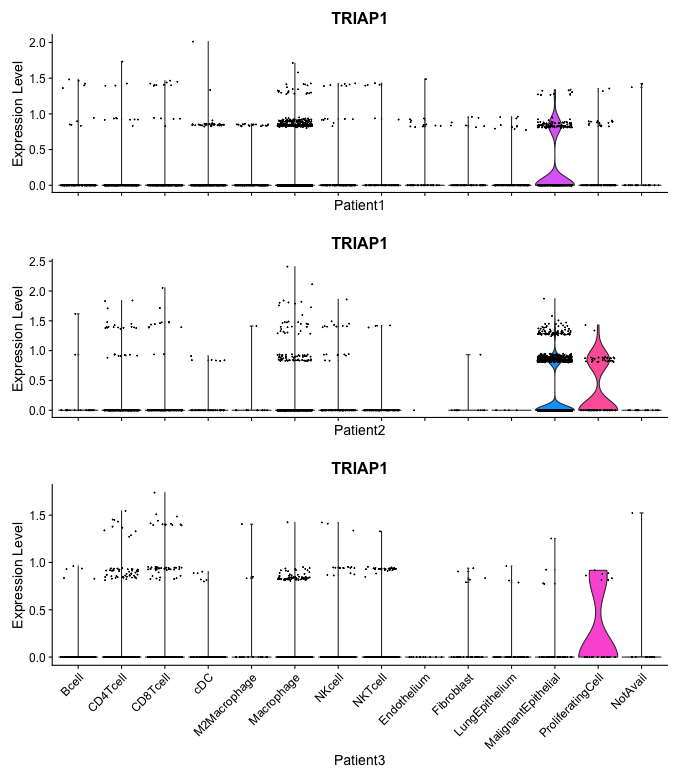 TRIAP1
Expression Level
2.0
1.5
1.0
0.5
0.0
Patient1
TRIAP1
Expression Level
2.5
2.0
1.5
1.0
0.5
0.0
Patient2
TRIAP1
Expression Level
1.5
1.0
0.5
0.0
Bcell
CD4Tcell
CD8Tcell
cDC
M2Macrophage
Macrophage
NKcell
NKTcell
Endothelium
Fibroblast
LungEpithelium
MalignantEpithelial
ProliferatingCell
NotAvail
Patient3